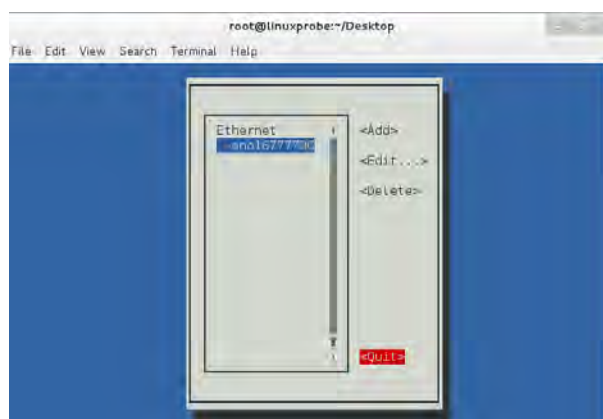 root@linuxprobe:~/Desktop
File Edit View Search Terminal Help
Ethernet
<Add>
<Edit...>
<Delete>
<Quit>